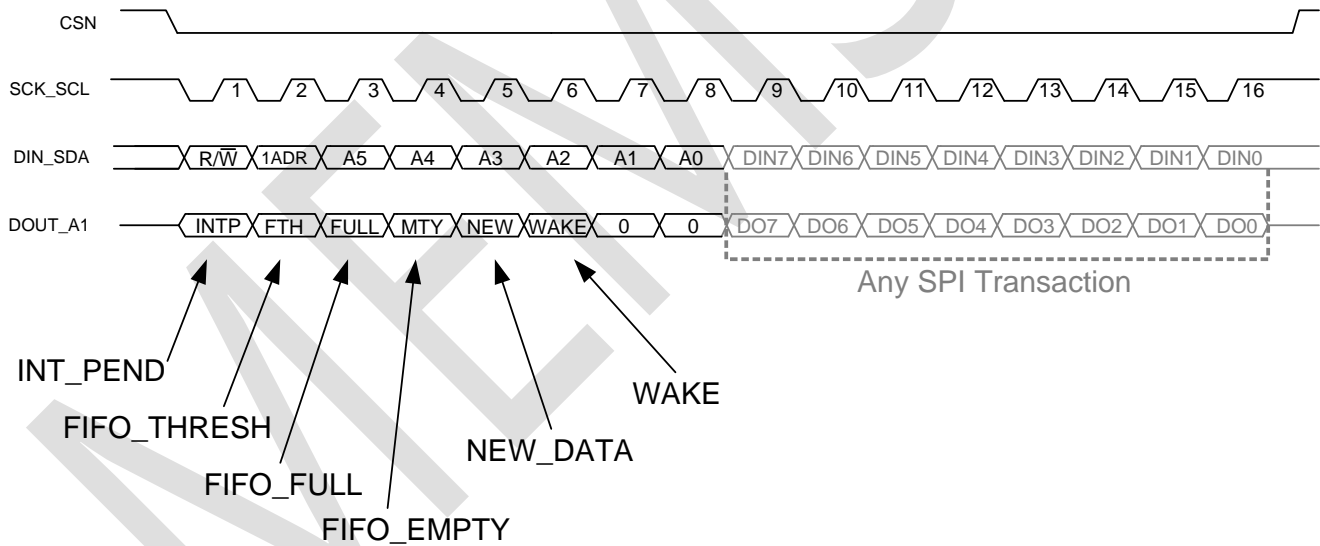 CSN
SCK_SCL 1 2 3 4 5 6 7 8 9 10 11 12 13 14 15 16
DIN_SDA R/W̅ 1ADR A5 A4 A3 A2 A1 A0 DIN7 DIN6 DIN5 DIN4 DIN3 DIN2 DIN1 DIN0
DOUT_A1 INTP FTH FULL MTY NEW WAKE 0 0 DO7 DO6 DO5 DO4 DO3 DO2 DO1 DO0
Any SPI Transaction
INT_PEND
WAKE
FIFO_THRESH
NEW_DATA
FIFO_FULL
FIFO_EMPTY